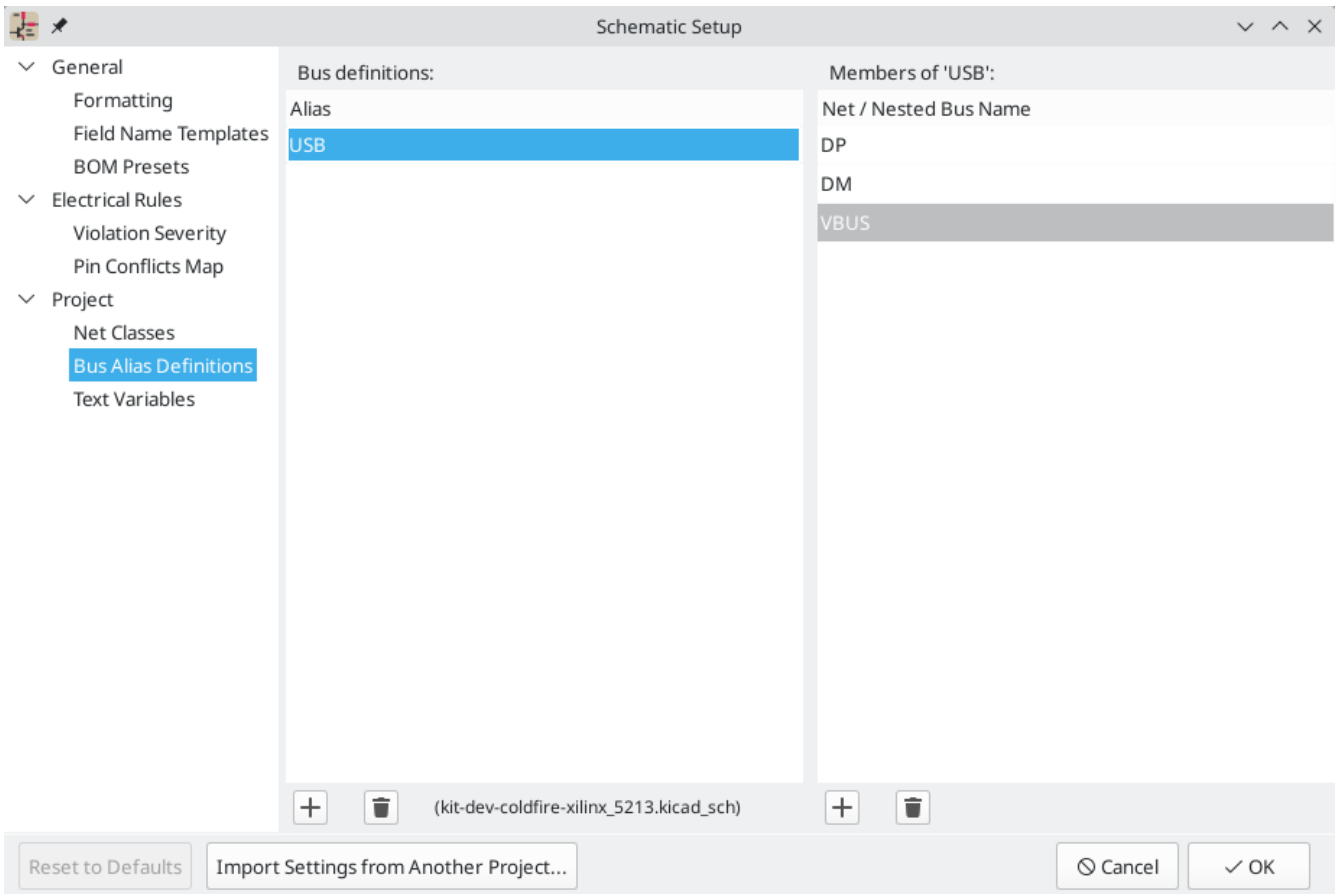 Schematic Setup
General
Formatting
Field Name Templates
BOM Presets
Electrical Rules
Violation Severity
Pin Conflicts Map
Project
Net Classes
Bus Alias Definitions
Text Variables
Bus definitions:
Alias
USB
(kit-dev-coldfire-xilinx_5213.kicad_sch)
Members of 'USB':
Net / Nested Bus Name
DP
DM
VBUS
Reset to Defaults
Import Settings from Another Project...
Cancel
OK